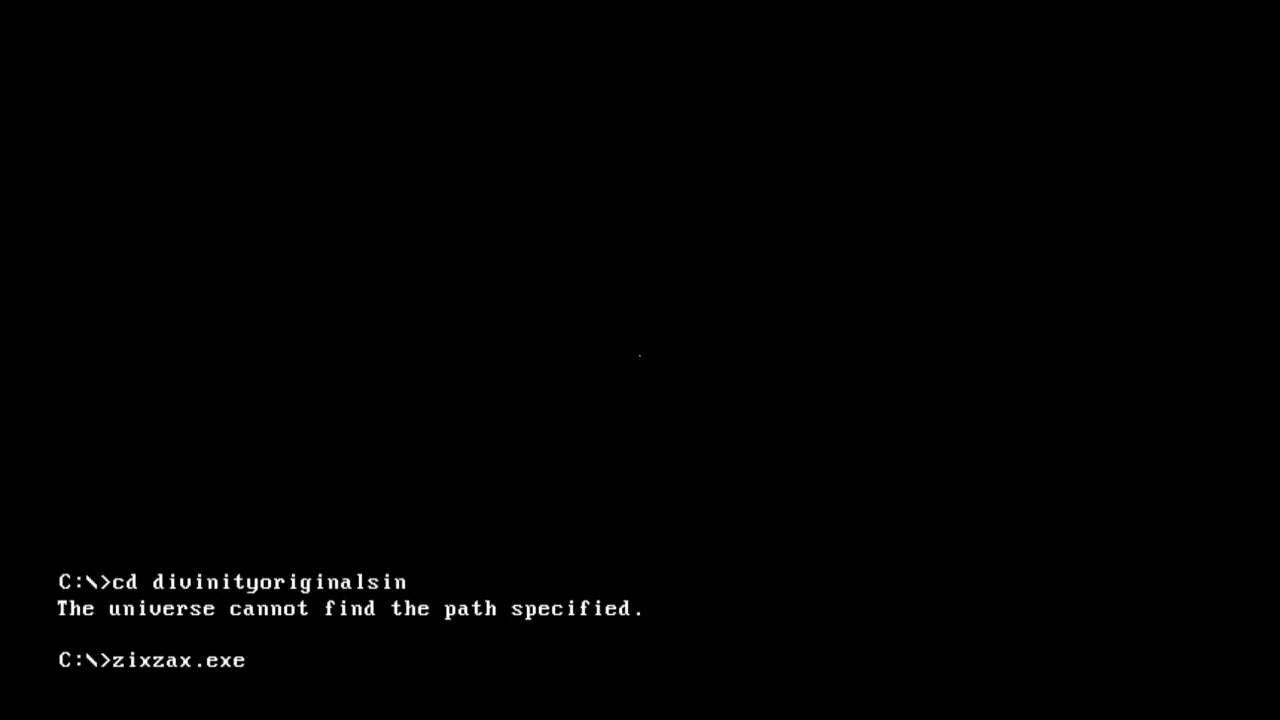 C:\>cd divinityoriginalsin
The universe cannot find the path specified.
C:\>zixzax.exe